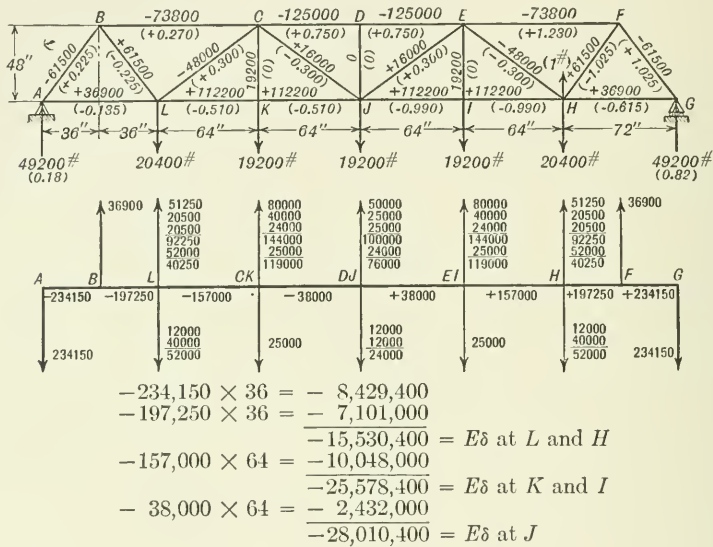 B -73800 C -125000 D -125000 E -73800 F
(+0.270) (+0.750) (+0.750) (+1.230)
48"
-61500 (+0.225) +61500 (-0.225) -48000 (+0.300) 19200 (0) +16000 (-0.300) 0 (0) +16000 (+0.300) 19200 (0) -48000 (-0.300) (1#) +61500 (-1.025) -61500 (+1.025)
A +36900 +112200 +112200 +112200 +112200 +36900
(-0.135) L (-0.510) K (-0.510) J (-0.990) I (-0.990) H (-0.615) G
36" 36" 64" 64" 64" 64" 72"
49200# 20400# 19200# 19200# 19200# 20400# 49200#
(0.18) (0.82)
36900 51250 80000 50000 80000 51250 36900
20500 40000 25000 40000 20500
20500 24000 25000 24000 20500
92250 144000 100000 144000 92250
52000 25000 24000 25000 52000
40250 119000 76000 119000 40250
A B L CK DJ EI H F G
-234150 -197250 -157000 -38000 +38000 +157000 +197250 +234150
234150 12000 25000 12000 25000 12000 234150
40000 12000 40000
52000 24000 52000
-234,150 × 36 = - 8,429,400
-197,250 × 36 = - 7,101,000
-15,530,400 = Eδ at L and H
-157,000 × 64 = -10,048,000
-25,578,400 = Eδ at K and I
- 38,000 × 64 = - 2,432,000
-28,010,400 = Eδ at J